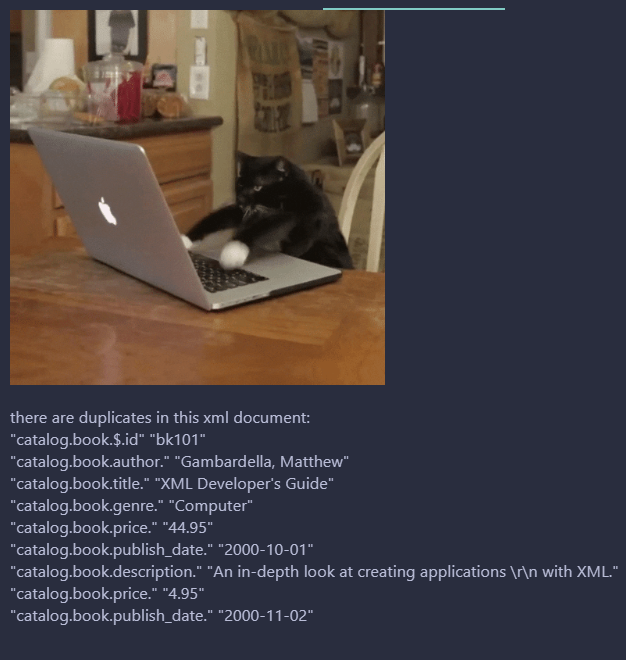 there are duplicates in this xml document:
"catalog.book.$.id" "bk101"
"catalog.book.author." "Gambardella, Matthew"
"catalog.book.title." "XML Developer's Guide"
"catalog.book.genre." "Computer"
"catalog.book.price." "44.95"
"catalog.book.publish_date." "2000-10-01"
"catalog.book.description." "An in-depth look at creating applications \r\n with XML."
"catalog.book.price." "4.95"
"catalog.book.publish_date." "2000-11-02"